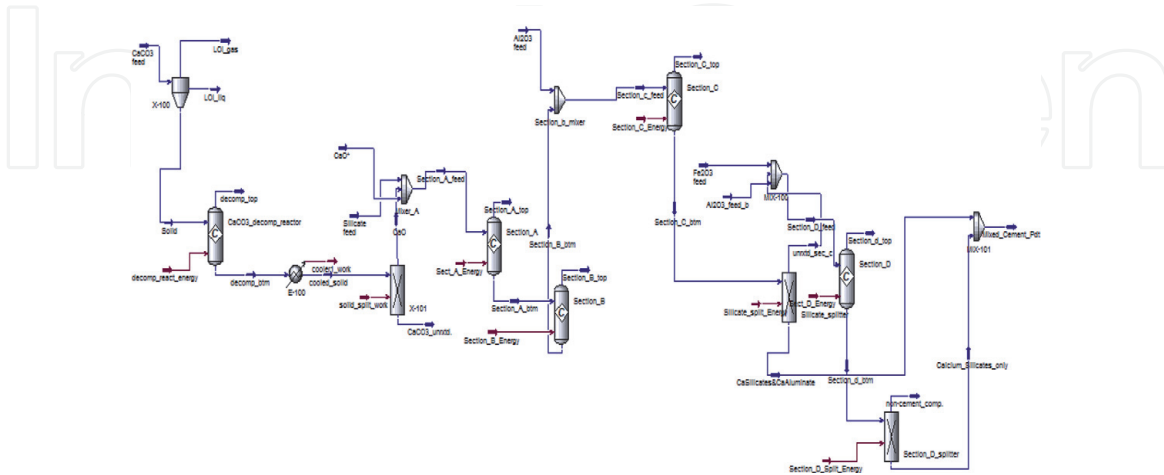 CaCO3
feed
LOI_gas
LOI_liq
X-100
Solid
decomp_top
CaCO3_decomp_reactor
decomp_react_energy
decomp_btm
coolerd_work
E-100
cooled_solid
solid_split_work
X-101
CaCO3_unxtd.
CaO*
Silicate
feed
Mixer_A
CaO
Section_A_feed
Section_A_top
Section_A
Sect_A_Energy
Section_A_btm
Section_B_top
Section_B
Section_B_Energy
Section_B_btm
Al2O3
feed
Section_b_mixer
Section_c_feed
Section_C_top
Section_C
Section_C_Energy
Section_C_btm
Fe2O3
feed
Al2O3_feed_b
MIX-100
Section_D_feed
unxtd_sec_c
Section_d_top
Section_D
Sect_D_Energy
Silicate_split_Energy
Silicate_splitter
CaSilicates&CaAluminate
Section_d_btm
Mixed_Cement_Pdt
MIX-101
Calcium_Silicates_only
non-cement_comp.
Section_D_splitter
Section_D_Split_Energy